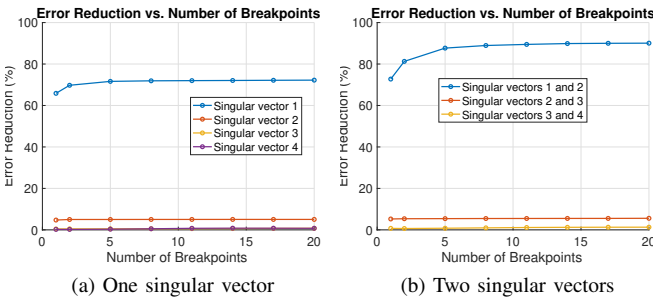 Error Reduction vs. Number of Breakpoints
100
80
60
40
20
0
Error Reduction (%)
Singular vector 1
Singular vector 2
Singular vector 3
Singular vector 4
0 5 10 15 20
Number of Breakpoints
(a) One singular vector
Error Reduction vs. Number of Breakpoints
100
80
60
40
20
0
Error Reduction (%)
Singular vectors 1 and 2
Singular vectors 2 and 3
Singular vectors 3 and 4
0 5 10 15 20
Number of Breakpoints
(b) Two singular vectors